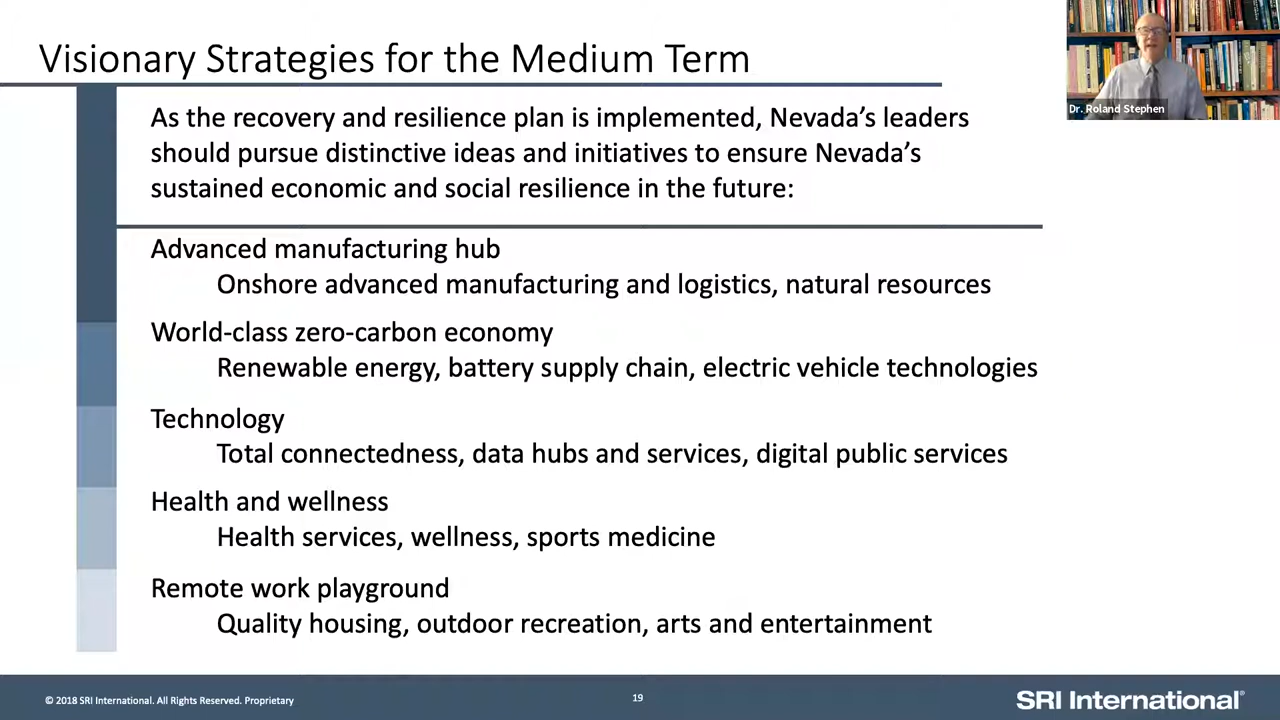 Visionary Strategies for the Medium Term
Dr. Roland Stephen
As the recovery and resilience plan is implemented, Nevada’s leaders
should pursue distinctive ideas and initiatives to ensure Nevada’s
sustained economic and social resilience in the future:
Advanced manufacturing hub
Onshore advanced manufacturing and logistics, natural resources
World-class zero-carbon economy
Renewable energy, battery supply chain, electric vehicle technologies
Technology
Total connectedness, data hubs and services, digital public services
Health and wellness
Health services, wellness, sports medicine
Remote work playground
Quality housing, outdoor recreation, arts and entertainment
© 2018 SRI International. All Rights Reserved. Proprietary
19
SRI International®